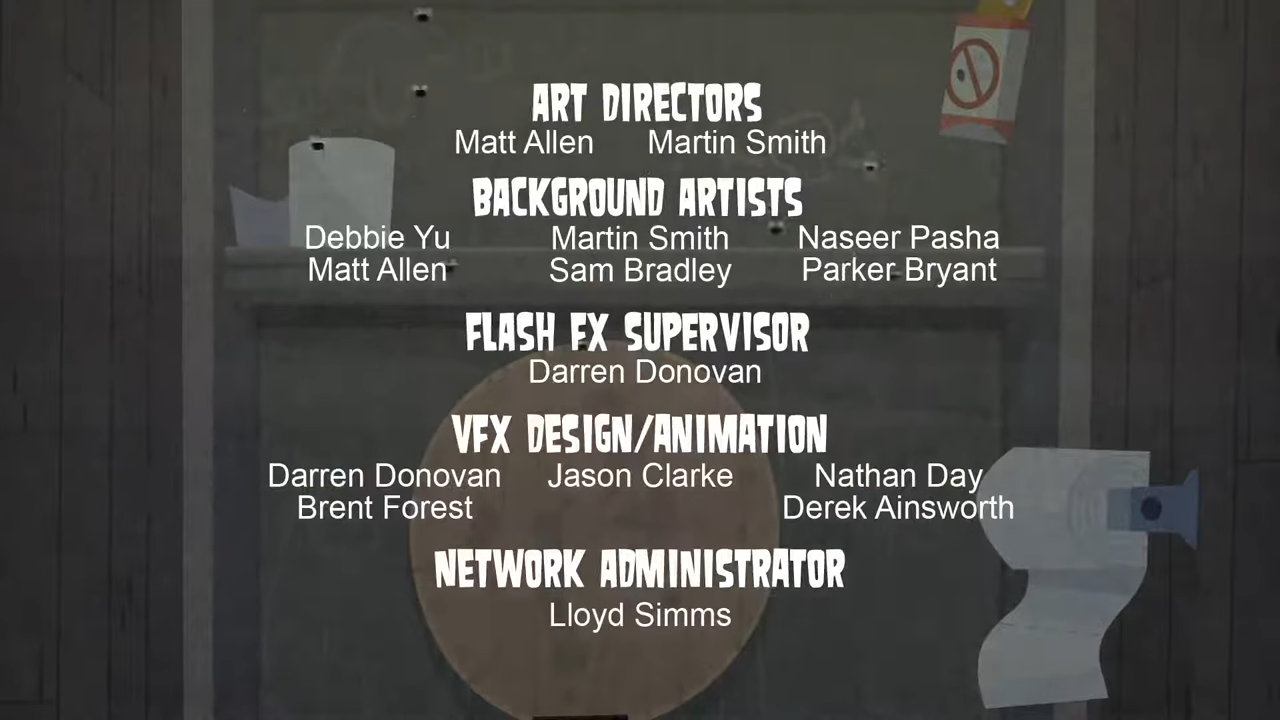 ART DIRECTORS
Matt Allen Martin Smith
BACKGROUND ARTISTS
Debbie Yu Martin Smith Naseer Pasha
Matt Allen Sam Bradley Parker Bryant
FLASH FX SUPERVISOR
Darren Donovan
VFX DESIGN/ANIMATION
Darren Donovan Jason Clarke Nathan Day
Brent Forest Derek Ainsworth
NETWORK ADMINISTRATOR
Lloyd Simms